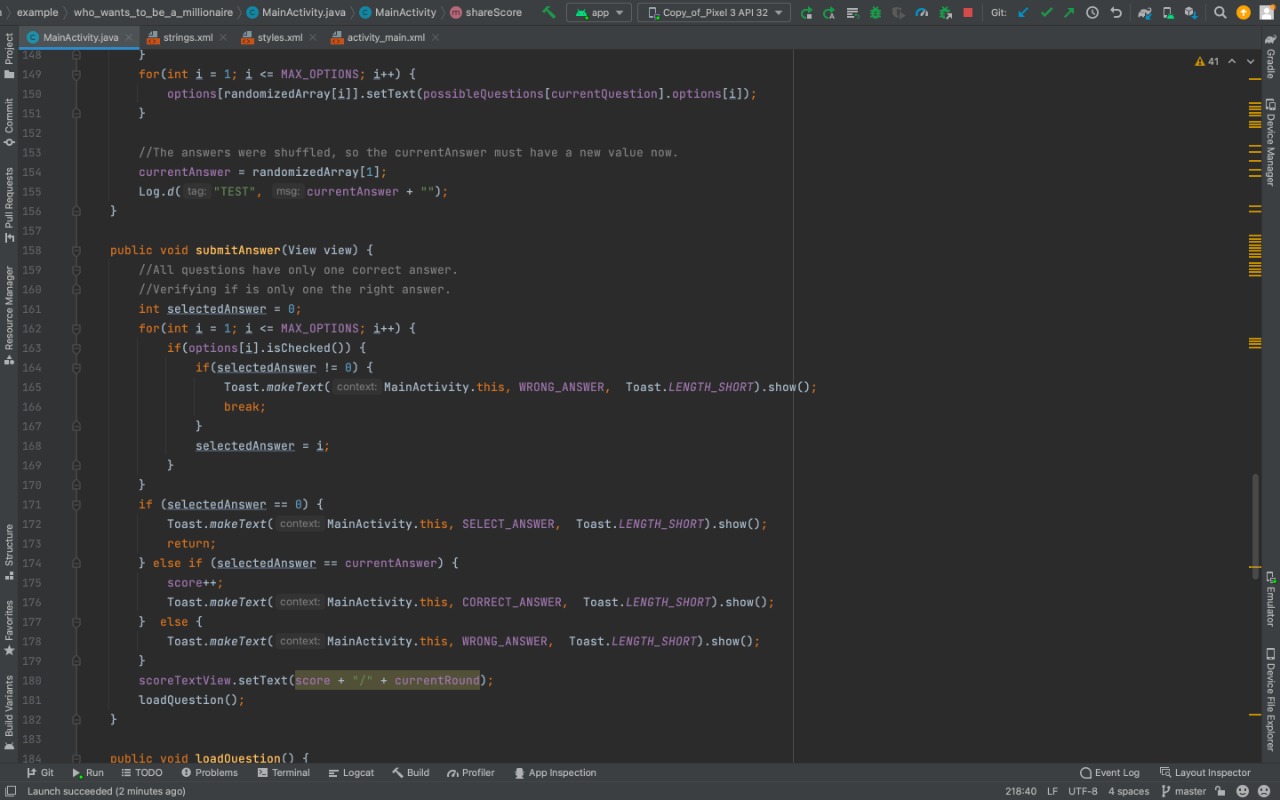 example who_wants_to_be_a_millionaire MainActivity.java MainActivity shareScore app Copy_of_Pixel 3 API 32 Git:
MainActivity.java strings.xml styles.xml activity_main.xml
148 }
149 for(int i = 1; i <= MAX_OPTIONS; i++) { 41
150 options[randomizedArray[i]].setText(possibleQuestions[currentQuestion].options[i]);
151 }
152
153 //The answers were shuffled, so the currentAnswer must have a new value now.
154 currentAnswer = randomizedArray[1];
155 Log.d( tag: "TEST", msg: currentAnswer + "");
156 }
157
158 public void submitAnswer(View view) {
159 //All questions have only one correct answer.
160 //Verifying if is only one the right answer.
161 int selectedAnswer = 0;
162 for(int i = 1; i <= MAX_OPTIONS; i++) {
163 if(options[i].isChecked()) {
164 if(selectedAnswer != 0) {
165 Toast.makeText( context: MainActivity.this, WRONG_ANSWER, Toast.LENGTH_SHORT).show();
166 break;
167 }
168 selectedAnswer = i;
169 }
170 }
171 if (selectedAnswer == 0) {
172 Toast.makeText( context: MainActivity.this, SELECT_ANSWER, Toast.LENGTH_SHORT).show();
173 return;
174 } else if (selectedAnswer == currentAnswer) {
175 score++;
176 Toast.makeText( context: MainActivity.this, CORRECT_ANSWER, Toast.LENGTH_SHORT).show();
177 } else {
178 Toast.makeText( context: MainActivity.this, WRONG_ANSWER, Toast.LENGTH_SHORT).show();
179 }
180 scoreTextView.setText(score + "/" + currentRound);
181 loadQuestion();
182 }
183
184 public void loadQuestion() {
Project
Commit
Pull Requests
Resource Manager
Structure
Favorites
Build Variants
Gradle
Device Manager
Emulator
Device File Explorer
Git Run TODO Problems Terminal Logcat Build Profiler App Inspection Event Log Layout Inspector
Launch succeeded (2 minutes ago) 218:40 LF UTF-8 4 spaces master